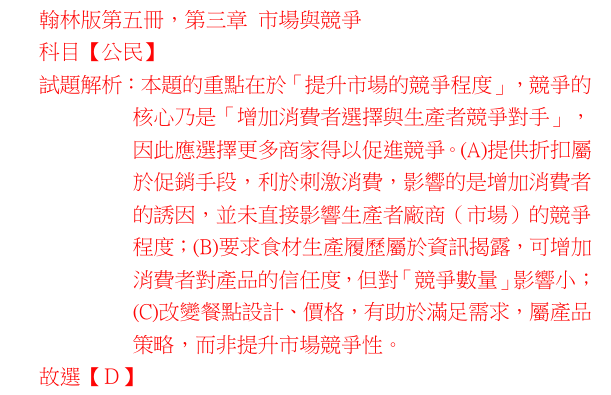 翰林版第五冊，第三章 市場與競爭
科目【公民】
試題解析：本題的重點在於「提升市場的競爭程度」，競爭的
核心乃是「增加消費者選擇與生產者競爭對手」，
因此應選擇更多商家得以促進競爭。(A)提供折扣屬
於促銷手段，利於刺激消費，影響的是增加消費者
的誘因，並未直接影響生產者廠商（市場）的競爭
程度；(B)要求食材生產履歷屬於資訊揭露，可增加
消費者對產品的信任度，但對「競爭數量」影響小；
(C)改變餐點設計、價格，有助於滿足需求，屬產品
策略，而非提升市場競爭性。
故選【D】